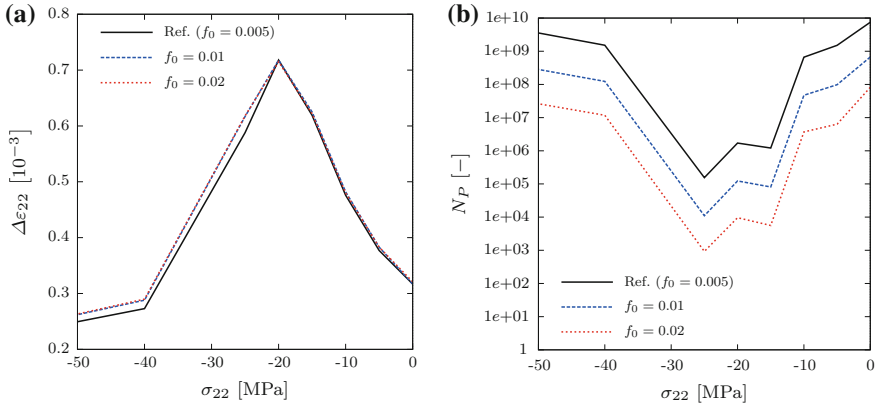 (a)
0.8
0.7
0.6
0.5
0.4
0.3
0.2
Δε22 [10−3]
Ref. (f0 = 0.005)
f0 = 0.01
f0 = 0.02
-50 -40 -30 -20 -10 0
σ22 [MPa]
(b)
1e+10
1e+09
1e+08
1e+07
1e+06
1e+05
1e+04
1e+03
1e+02
1e+01
1
NP [−]
Ref. (f0 = 0.005)
f0 = 0.01
f0 = 0.02
-50 -40 -30 -20 -10 0
σ22 [MPa]